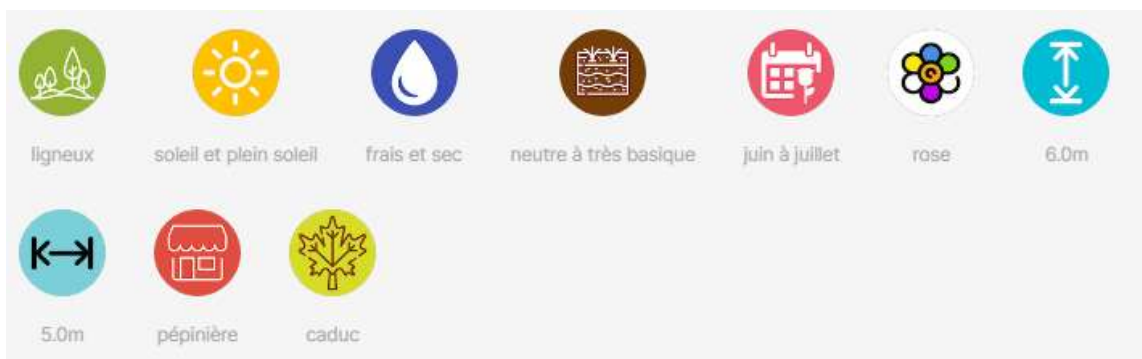 ligneux soleil et plein soleil frais et sec neutre à très basique juin à juillet rose 6.0m
5.0m pépinière caduc